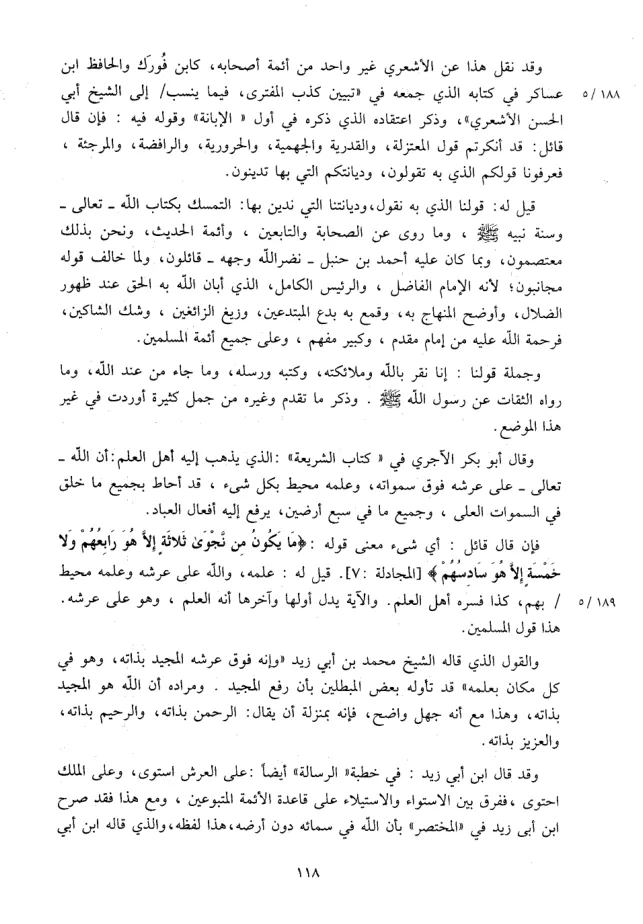 وقد نقل هذا عن الأشعري غير واحد من أئمة أصحابه، كابن فُورَك والحافظ ابن
٥/١٨٨ عساكر في كتابه الذي جمعه في «تبيين كذب المفترى، فيما ينسب/ إلى الشيخ أبي
الحسن الأشعري»، وذكر اعتقاده الذي ذكره في أول « الإبانة» وقوله فيه : فإن قال
قائل: قد أنكرتم قول المعتزلة، والقدرية والجهمية، والحرورية، والرافضة، والمرجئة ،
فعرفونا قولكم الذي به تقولون، وديانتكم التي بها تدينون.
قيل له: قولنا الذي به نقول،وديانتنا التي ندين بها: التمسك بكتاب الله ـ تعالى ـ
وسنة نبيه ﷺ ، وما روى عن الصحابة والتابعين ، وأئمة الحديث، ونحن بذلك
معتصمون، وبما كان عليه أحمد بن حنبل ـ نضرالله وجهه ـ قائلون، ولما خالف قوله
مجانبون؛ لأنه الإمام الفاضل ، والرئيس الكامل، الذي أبان الله به الحق عند ظهور
الضلال، وأوضح المنهاج به، وقمع به بدع المبتدعين، وزيغ الزائغين ، وشك الشاكين،
فرحمة الله عليه من إمام مقدم ، وكبير مفهم ، وعلى جميع أئمة المسلمين.
وجملة قولنا : إنا نقر بالله وملائكته، وكتبه ورسله، وما جاء من عند الله، وما
رواه الثقات عن رسول الله ﷺ . وذكر ما تقدم وغيره من جمل كثيرة أوردت في غير
هذا الموضع.
وقال أبو بكر الآجري في « كتاب الشريعة» :الذي يذهب إليه أهل العلم:أن الله ـ
تعالى ـ على عرشه فوق سمواته، وعلمه محيط بكل شىء ، قد أحاط بجميع ما خلق
في السموات العلى ، وجميع ما في سبع أرضين، يرفع إليه أفعال العباد.
فإن قال قائل : أي شىء معنى قوله :﴿مَا يَكُونُ مِن نَّجْوَىٰ ثَلاثَةٍ إِلاَّ هُوَ رَابِعُهُمْ وَلا
خَمْسَةٍ إِلاَّ هُوَ سَادِسُهُمْ ﴾ [المجادلة :٧]. قيل له : علمه، والله على عرشه وعلمه محيط
٥/١٨٩ / بهم، كذا فسره أهل العلم. والآية يدل أولها وآخرها أنه العلم ، وهو على عرشه.
هذا قول المسلمين.
والقول الذي قاله الشيخ محمد بن أبي زيد «وإنه فوق عرشه المجيد بذاته، وهو في
كل مكان بعلمه» قد تأوله بعض المبطلين بأن رفع المجيد . ومراده أن الله هو المجيد
بذاته، وهذا مع أنه جهل واضح، فإنه بمنزلة أن يقال: الرحمن بذاته، والرحيم بذاته،
والعزيز بذاته.
وقد قال ابن أبي زيد : في خطبة« الرسالة» أيضاً :على العرش استوى، وعلى الملك
احتوى ،ففرق بين الاستواء والاستيلاء على قاعدة الأئمة المتبوعين ، ومع هذا فقد صرح
ابن أبى زيد في «المختصر» بأن الله في سمائه دون أرضه،هذا لفظه،والذي قاله ابن أبي
١١٨